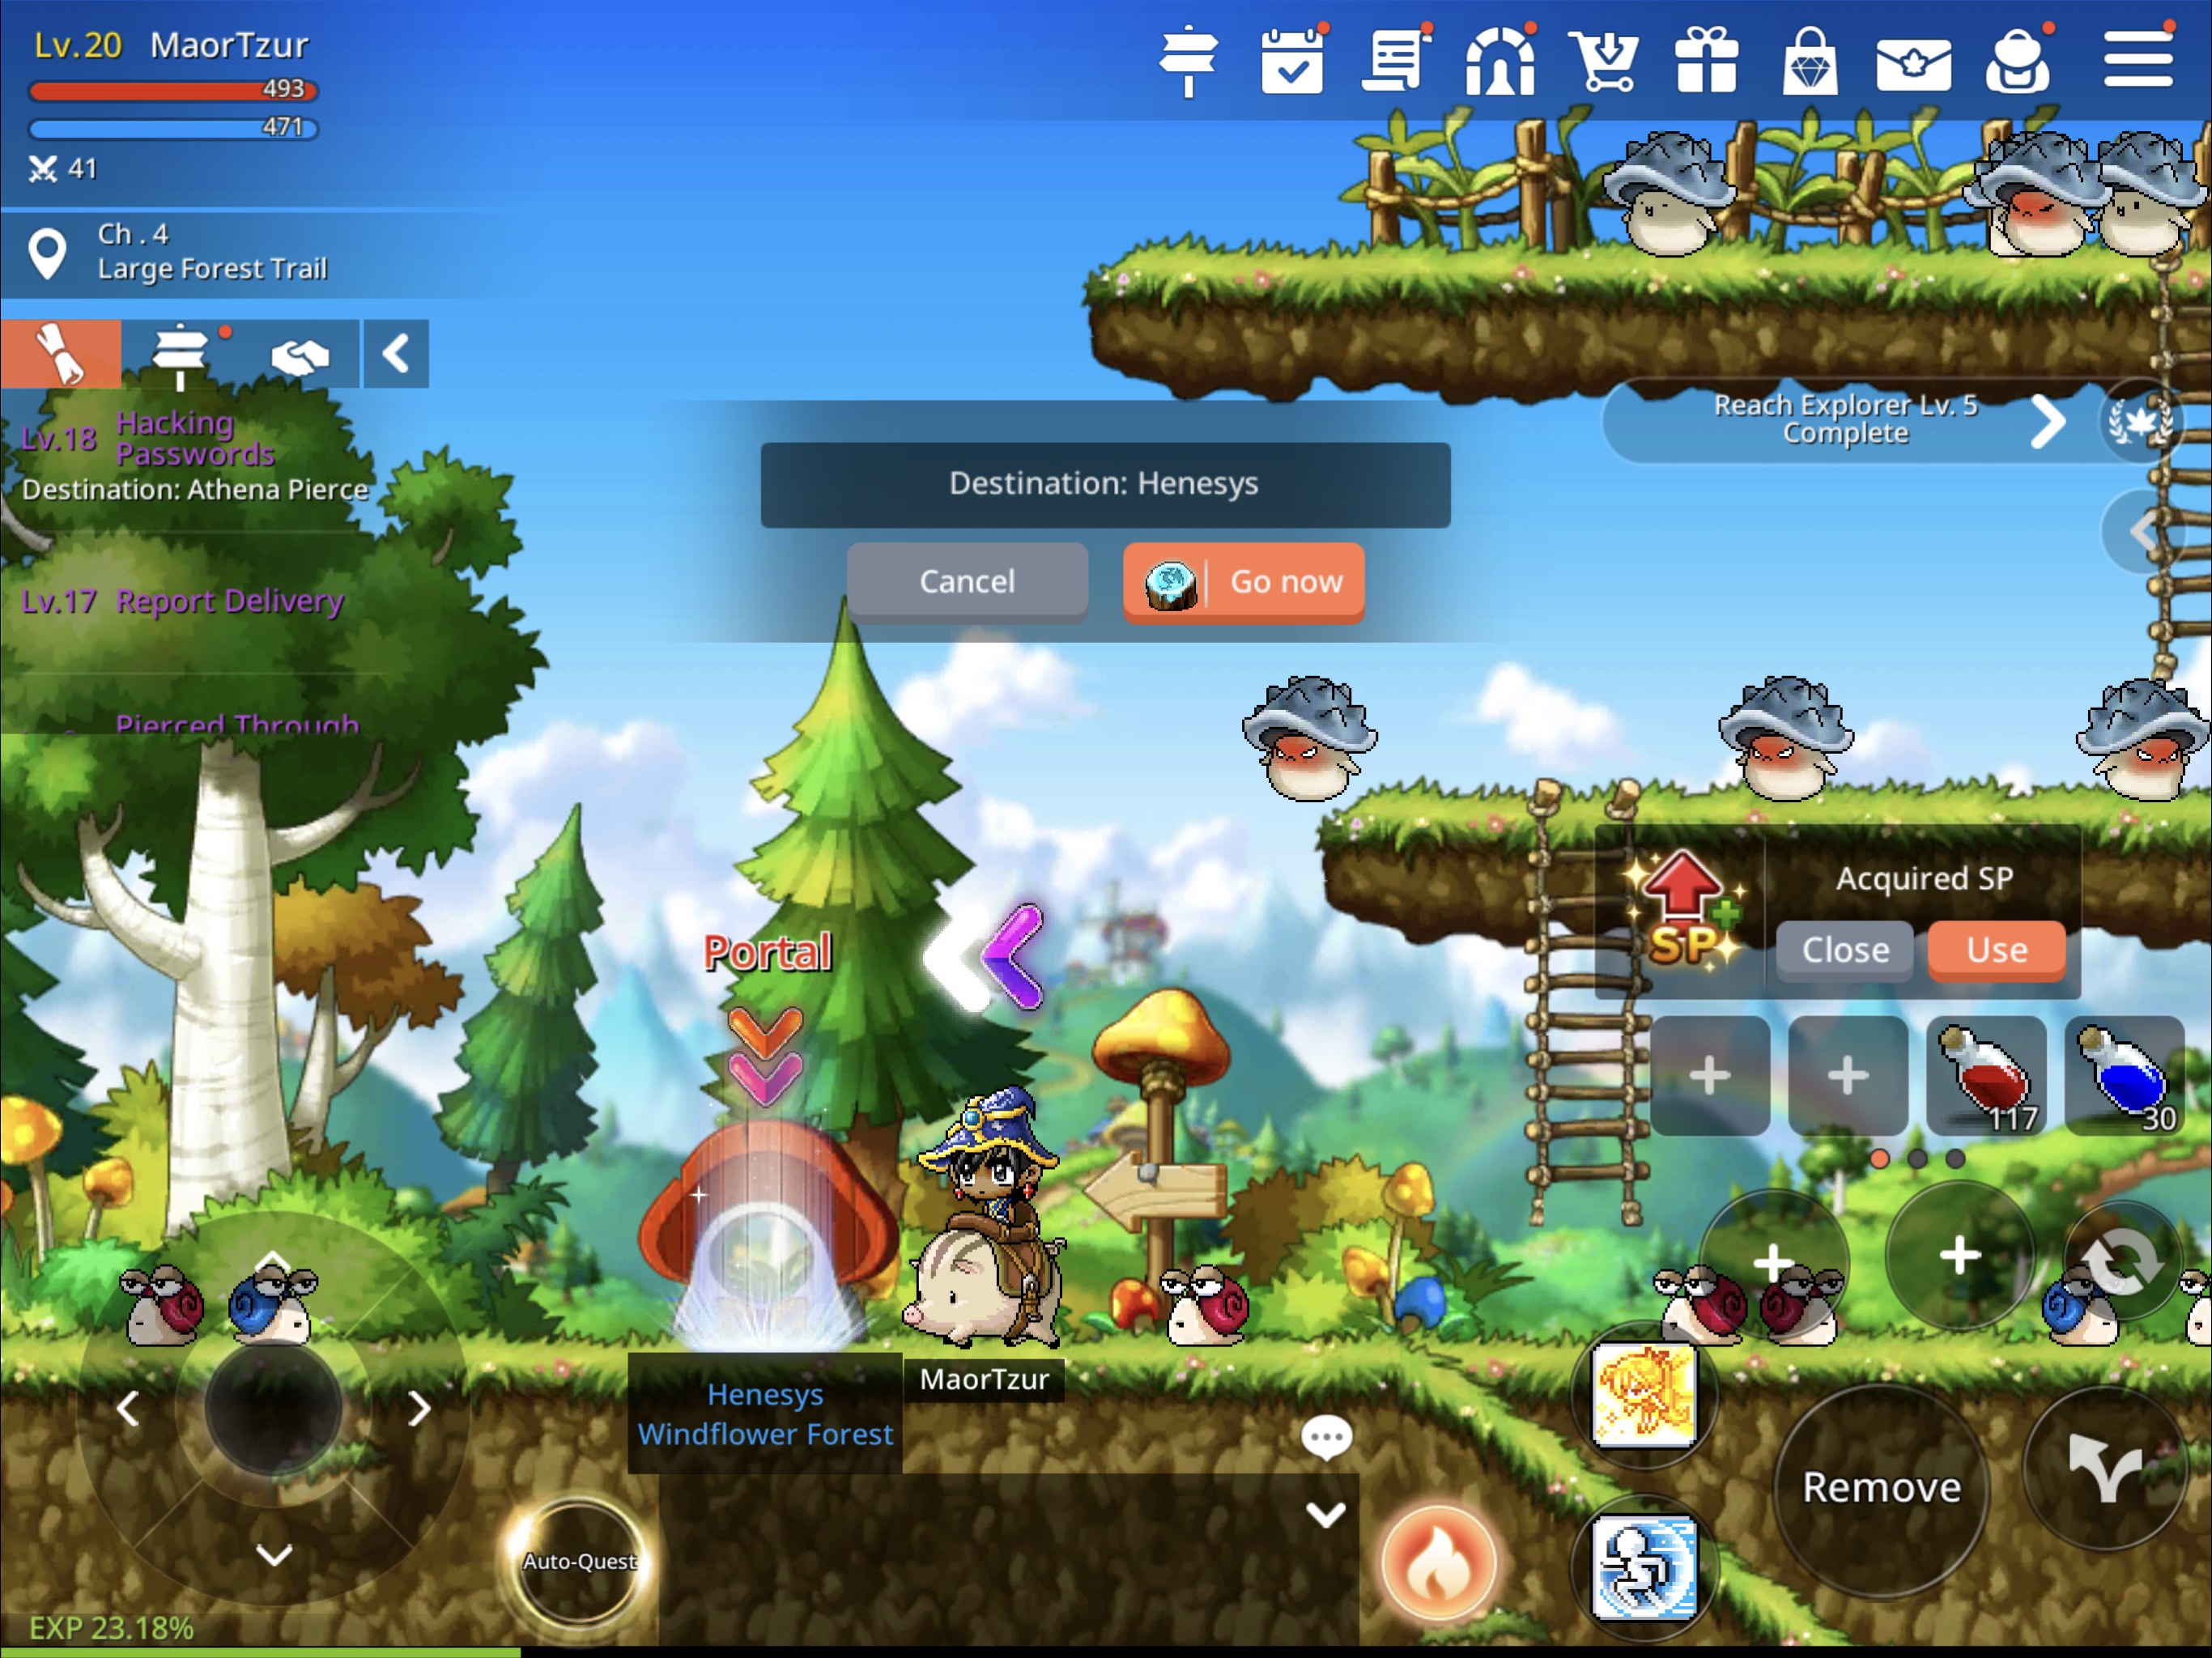 Lv.20 MaorTzur
493
471
41
Ch . 4
Large Forest Trail
Lv.18 Hacking
Passwords
Destination: Athena Pierce
Lv.17 Report Delivery
Pierced Through
Destination: Henesys
Cancel
Go now
Reach Explorer Lv. 5
Complete
Portal
Acquired SP
SP
Close
Use
117
30
MaorTzur
Henesys
Windflower Forest
Auto-Quest
Remove
EXP 23.18%